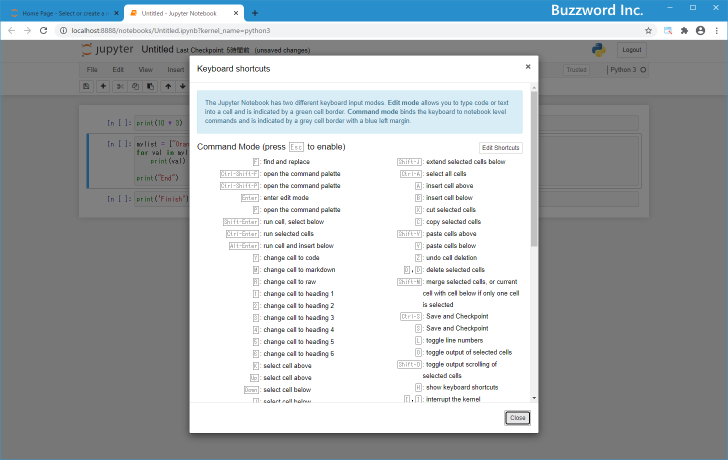 Buzzword Inc.
Home Page - Select or create a
Untitled - Jupyter Notebook
localhost:8888/notebooks/Untitled.ipynb?kernel_name=python3
jupyter Untitled Last Checkpoint: 5時間前 (unsaved changes)
Logout
File Edit View Insert
Trusted
Python 3
In [ ]: print(10 + 3)
In [ ]: mylist = ["Oran
for val in myl
print(val)
print("End")
In [ ]: print("Finish")
Keyboard shortcuts
The Jupyter Notebook has two different keyboard input modes. Edit mode allows you to type code or text
into a cell and is indicated by a green cell border. Command mode binds the keyboard to notebook level
commands and is indicated by a grey cell border with a blue left margin.
Command Mode (press Esc to enable)
Edit Shortcuts
F: find and replace
Ctrl-Shift-F: open the command palette
Ctrl-Shift-P: open the command palette
Enter: enter edit mode
P: open the command palette
Shift-Enter: run cell, select below
Ctrl-Enter: run selected cells
Alt-Enter: run cell and insert below
Y: change cell to code
M: change cell to markdown
R: change cell to raw
1: change cell to heading 1
2: change cell to heading 2
3: change cell to heading 3
4: change cell to heading 4
5: change cell to heading 5
6: change cell to heading 6
K: select cell above
Up: select cell above
Down: select cell below
J: select cell below
Shift-J: extend selected cells below
Ctrl-A: select all cells
A: insert cell above
B: insert cell below
X: cut selected cells
C: copy selected cells
Shift-V: paste cells above
V: paste cells below
Z: undo cell deletion
D,D: delete selected cells
Shift-M: merge selected cells, or current
cell with cell below if only one cell
is selected
Ctrl-S: Save and Checkpoint
S: Save and Checkpoint
L: toggle line numbers
O: toggle output of selected cells
Shift-O: toggle output scrolling of
selected cells
H: show keyboard shortcuts
I,I: interrupt the kernel
Close